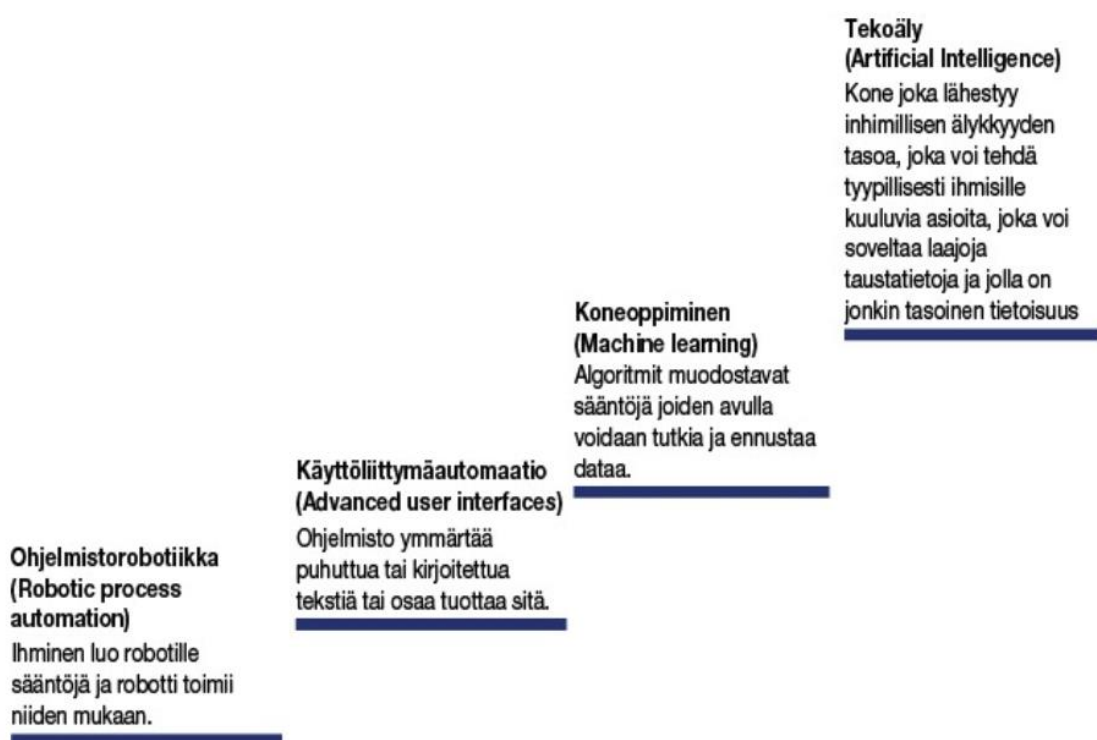 Tekoäly
(Artificial Intelligence)
Kone joka lähestyy
inhimillisen älykkyyden
tasoa, joka voi tehdä
tyypillisesti ihmisille
kuuluvia asioita, joka voi
soveltaa laajoja
taustatietoja ja jolla on
jonkin tasoinen tietoisuus
Koneoppiminen
(Machine learning)
Algoritmit muodostavat
sääntöjä joiden avulla
voidaan tutkia ja ennustaa
dataa.
Käyttöliittymäautomaatio
(Advanced user interfaces)
Ohjelmisto ymmärtää
puhuttua tai kirjoitettua
tekstiä tai osaa tuottaa sitä.
Ohjelmistorobotiikka
(Robotic process
automation)
Ihminen luo robotille
sääntöjä ja robotti toimii
niiden mukaan.